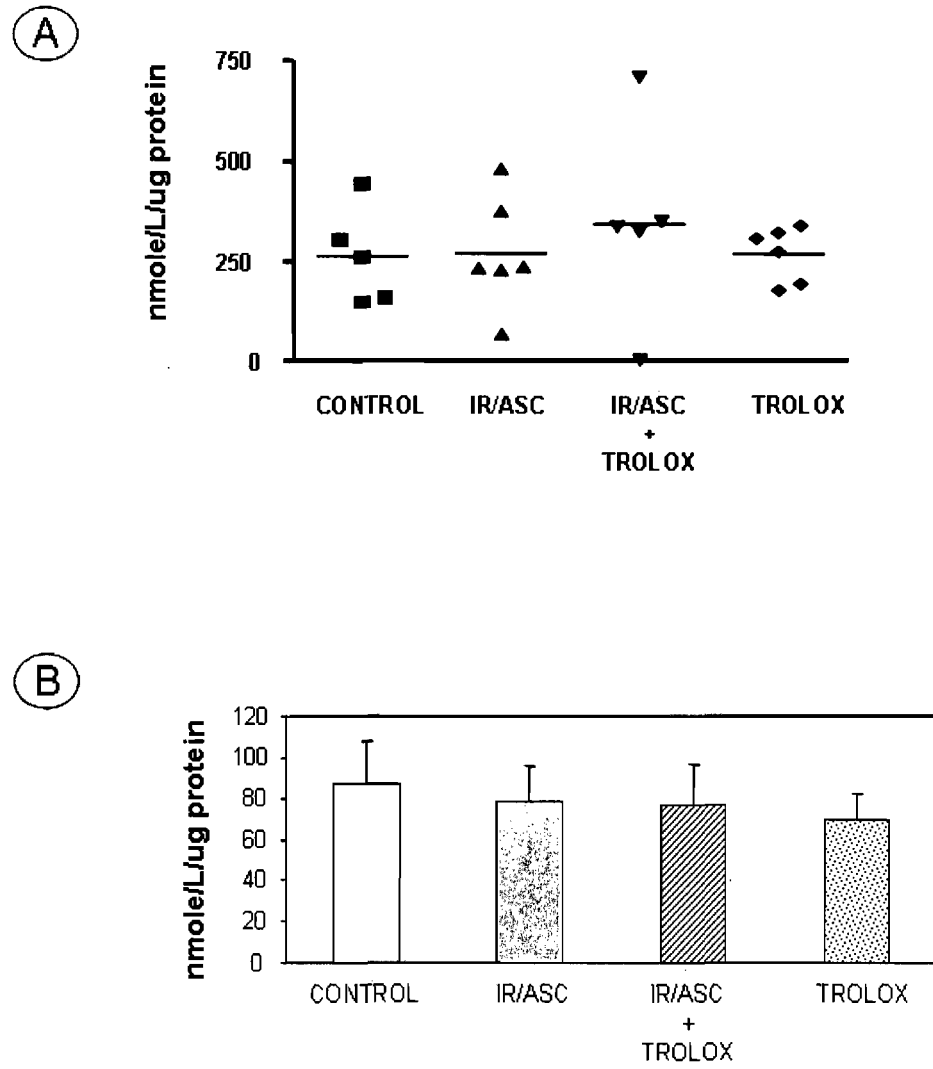 A
nmole/L/ug protein
750
500
250
0
CONTROL IR/ASC IR/ASC TROLOX
+
TROLOX
B
nmole/L/ug protein
120
100
80
60
40
20
0
CONTROL IR/ASC IR/ASC TROLOX
+
TROLOX